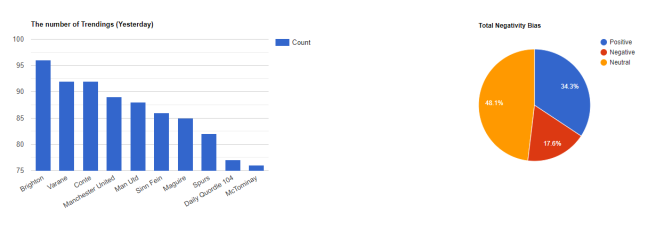 The number of Trendings (Yesterday)
100
95
90
85
80
75
Count
Brighton
Varane
Conte
Manchester United
Man Utd
Sinn Fein
Maguire
Spurs
Daily Quordle 104
McTominay
Total Negativity Bias
Positive
Negative
Neutral
34.3%
17.6%
48.1%